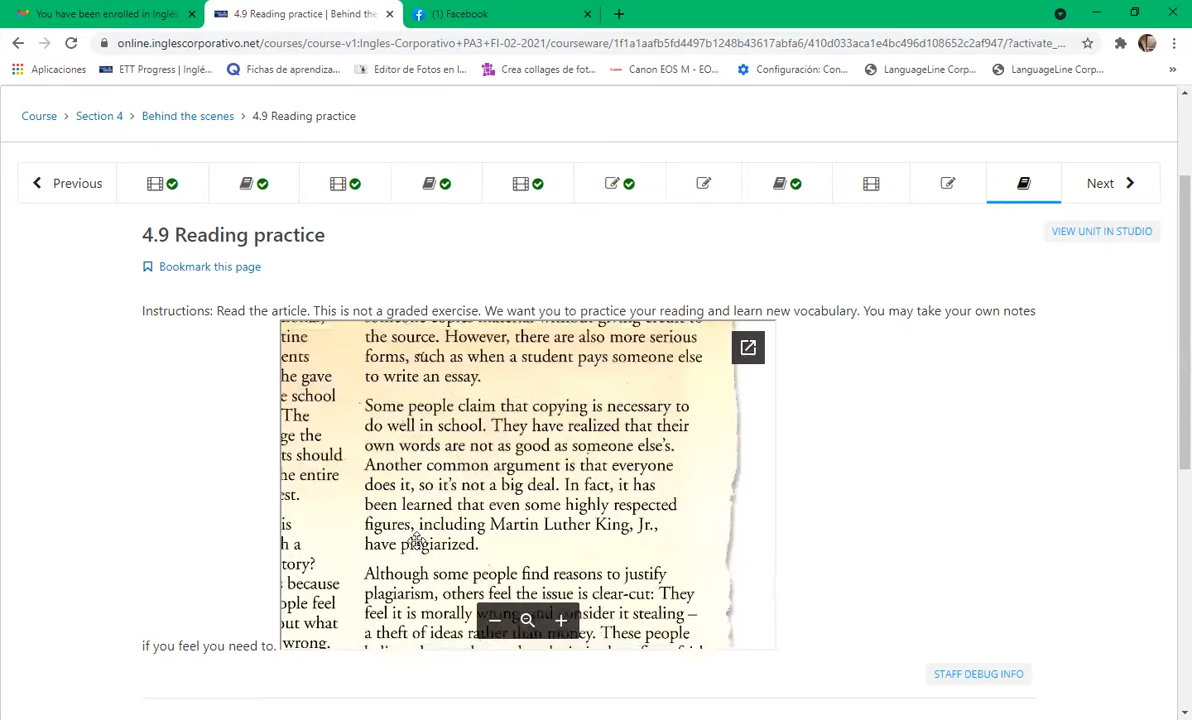 You have been enrolled in Inglés
4.9 Reading practice | Behind the
(1) Facebook
online.inglescorporativo.net/courses/course-v1:Ingles-Corporativo+PA3+FI-02-2021/courseware/1f1a1aafb5fd4497b1248b43617abfa6/410d033aca1e4bc496d108652c2af947/?activate_...
Aplicaciones
ETT Progress | Inglé...
Fichas de aprendiza...
Editor de Fotos en l...
Crea collages de fot...
Canon EOS M - EO...
Configuración: Con...
LanguageLine Corp...
LanguageLine Corp...
Course > Section 4 > Behind the scenes > 4.9 Reading practice
Previous
Next
4.9 Reading practice
VIEW UNIT IN STUDIO
Bookmark this page
Instructions: Read the article. This is not a graded exercise. We want you to practice your reading and learn new vocabulary. You may take your own notes
tine
ents
he gave
e school
The
ge the
ts should
he entire
est.
is
h a
tory?
because
ople feel
out what
wrong.
someone copies material without giving credit to
the source. However, there are also more serious
forms, such as when a student pays someone else
to write an essay.
Some people claim that copying is necessary to
do well in school. They have realized that their
own words are not as good as someone else's.
Another common argument is that everyone
does it, so it's not a big deal. In fact, it has
been learned that even some highly respected
figures, including Martin Luther King, Jr.,
have plagiarized.
Although some people find reasons to justify
plagiarism, others feel the issue is clear-cut: They
feel it is morally wrong, and consider it stealing –
a theft of ideas rather than money. These people
if you feel you need to.
STAFF DEBUG INFO